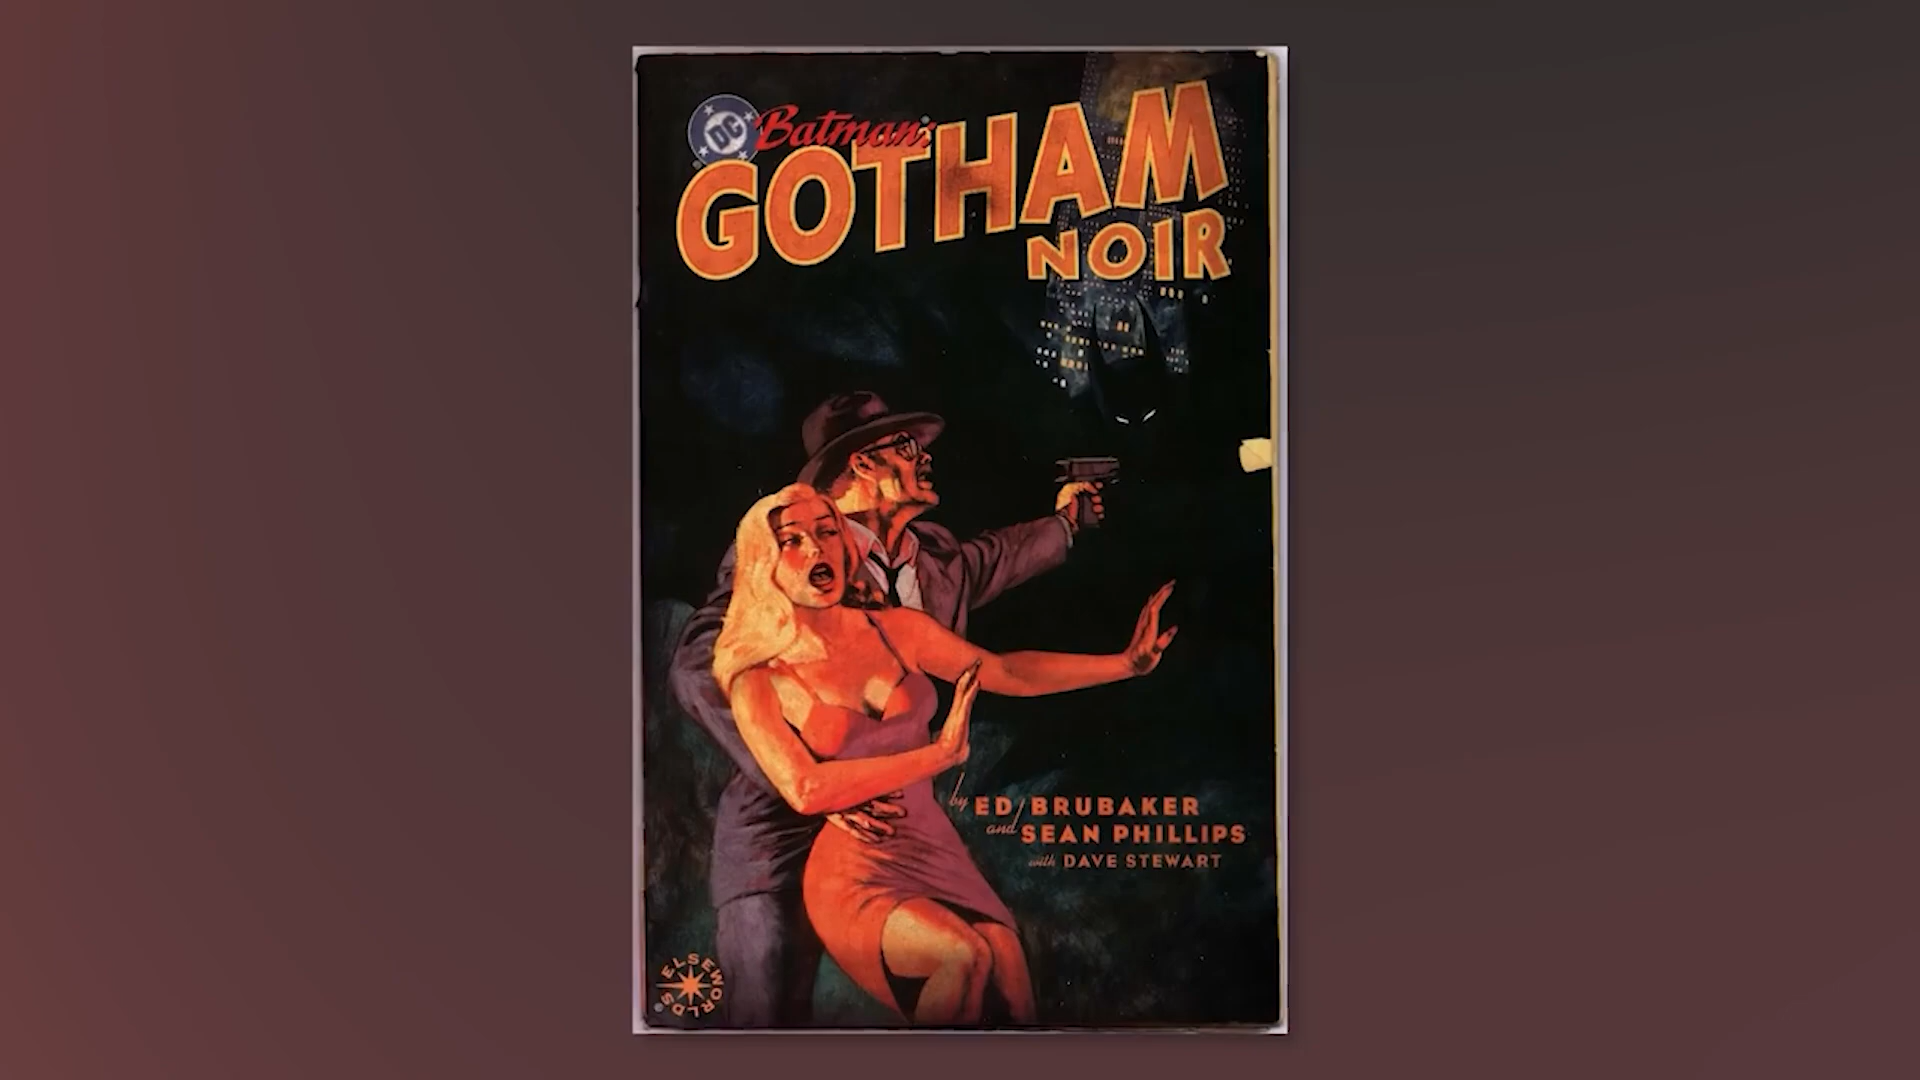 DC
Batman:
GOTHAM
NOIR
by ED BRUBAKER
and SEAN PHILLIPS
with DAVE STEWART
ELSEWORLDS